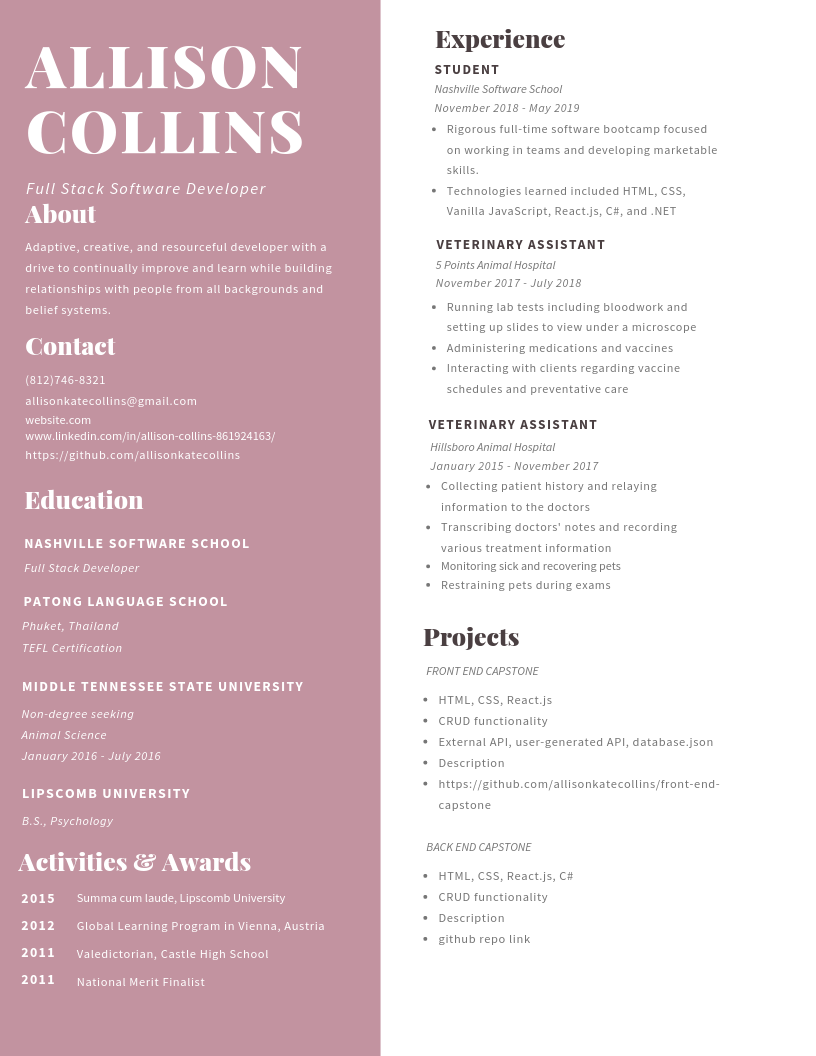 ALLISON
COLLINS
Full Stack Software Developer
About
Adaptive, creative, and resourceful developer with a
drive to continually improve and learn while building
relationships with people from all backgrounds and
belief systems.
Contact
(812)746-8321
allisonkatecollins@gmail.com
website.com
www.linkedin.com/in/allison-collins-861924163/
https://github.com/allisonkatecollins
Education
NASHVILLE SOFTWARE SCHOOL
Full Stack Developer
PATONG LANGUAGE SCHOOL
Phuket, Thailand
TEFL Certification
MIDDLE TENNESSEE STATE UNIVERSITY
Non-degree seeking
Animal Science
January 2016 - July 2016
LIPSCOMB UNIVERSITY
B.S., Psychology
Activities & Awards
2015 Summa cum laude, Lipscomb University
2012 Global Learning Program in Vienna, Austria
2011 Valedictorian, Castle High School
2011 National Merit Finalist
Experience
STUDENT
Nashville Software School
November 2018 - May 2019
• Rigorous full-time software bootcamp focused
on working in teams and developing marketable
skills.
• Technologies learned included HTML, CSS,
Vanilla JavaScript, React.js, C#, and .NET
VETERINARY ASSISTANT
5 Points Animal Hospital
November 2017 - July 2018
• Running lab tests including bloodwork and
setting up slides to view under a microscope
• Administering medications and vaccines
• Interacting with clients regarding vaccine
schedules and preventative care
VETERINARY ASSISTANT
Hillsboro Animal Hospital
January 2015 - November 2017
• Collecting patient history and relaying
information to the doctors
• Transcribing doctors' notes and recording
various treatment information
• Monitoring sick and recovering pets
• Restraining pets during exams
Projects
FRONT END CAPSTONE
• HTML, CSS, React.js
• CRUD functionality
• External API, user-generated API, database.json
• Description
• https://github.com/allisonkatecollins/front-end-
capstone
BACK END CAPSTONE
• HTML, CSS, React.js, C#
• CRUD functionality
• Description
• github repo link